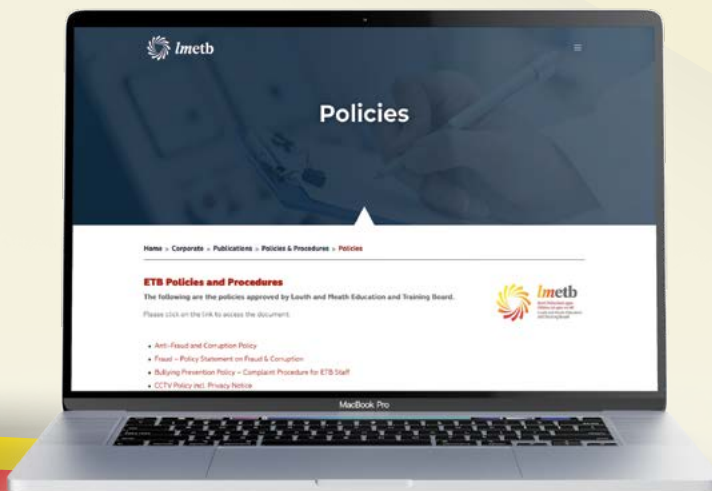 lmetb
Policies
Home » Corporate » Publications » Policies & Procedures » Policies
ETB Policies and Procedures
The following are the policies approved by Louth and Meath Education and Training Board.
Please click on the link to access the document:
lmetb
• Anti-Fraud and Corruption Policy
• Fraud – Policy Statement on Fraud & Corruption
• Bullying Prevention Policy – Complaint Procedure for ETB Staff
• CCTV Policy incl. Privacy Notice
MacBook Pro